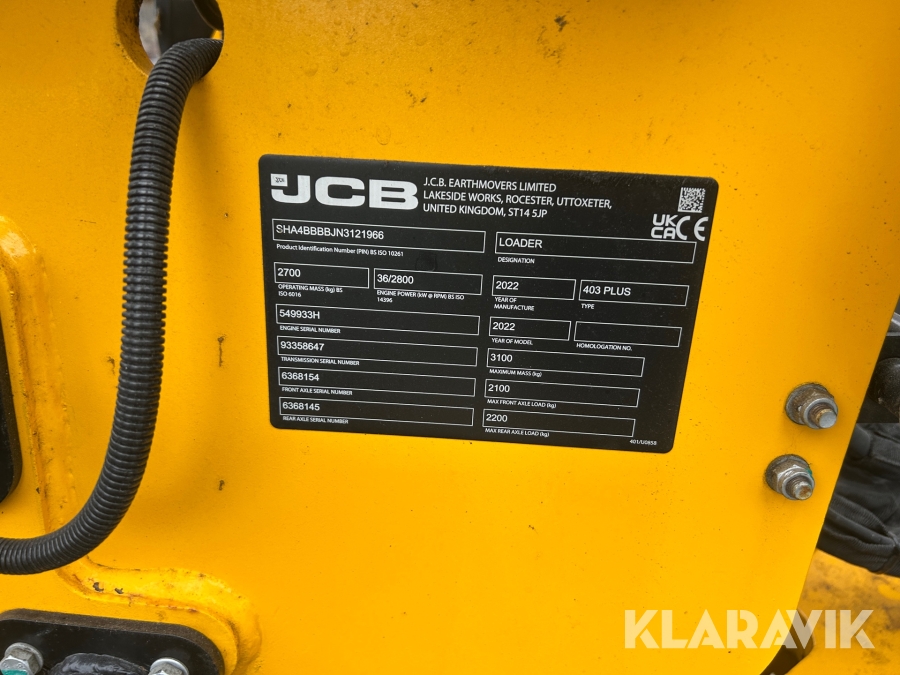 JCB
J.C.B. EARTHMOVERS LIMITED
LAKESIDE WORKS, ROCESTER, UTTOXETER,
UNITED KINGDOM, ST14 5JP
UK
CA CE
SHA4BBBBJN3121966
Product Identification Number (PIN) BS ISO 10261
LOADER
DESIGNATION
2700
OPERATING MASS (kg) BS
ISO 6016
36/2800
ENGINE POWER (kW @ RPM) BS ISO
14396
2022
YEAR OF
MANUFACTURE
403 PLUS
TYPE
549933H
ENGINE SERIAL NUMBER
2022
YEAR OF MODEL
HOMOLOGATION NO.
93358647
TRANSMISSION SERIAL NUMBER
3100
MAXIMUM MASS (kg)
6368154
FRONT AXLE SERIAL NUMBER
2100
MAX FRONT AXLE LOAD (kg)
6368145
REAR AXLE SERIAL NUMBER
2200
MAX REAR AXLE LOAD (kg)
401/U0858
KLARAVIK